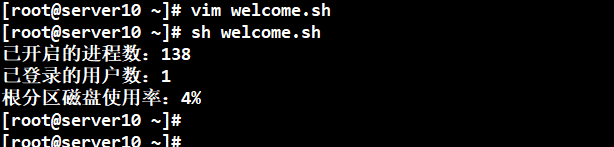 [root@server10 ~]# vim welcome.sh
[root@server10 ~]# sh welcome.sh
已开启的进程数：138
已登录的用户数：1
根分区磁盘使用率：4%
[root@server10 ~]#
[root@server10 ~]#